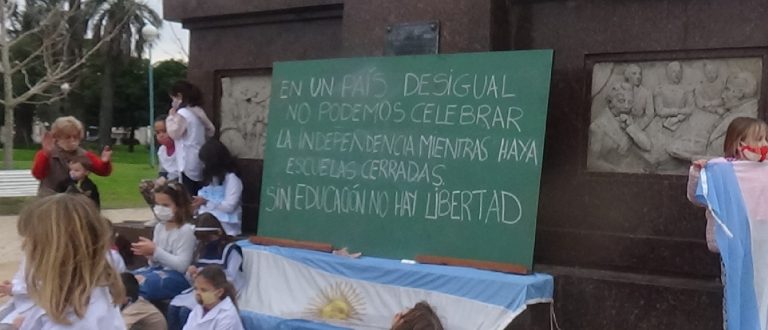 EN UN PAÍS DESIGUAL
NO PODEMOS CELEBRAR
LA INDEPENDENCIA MIENTRAS HAYA
ESCUELAS CERRADAS,
SIN EDUCACIÓN NO HAY LIBERTAD